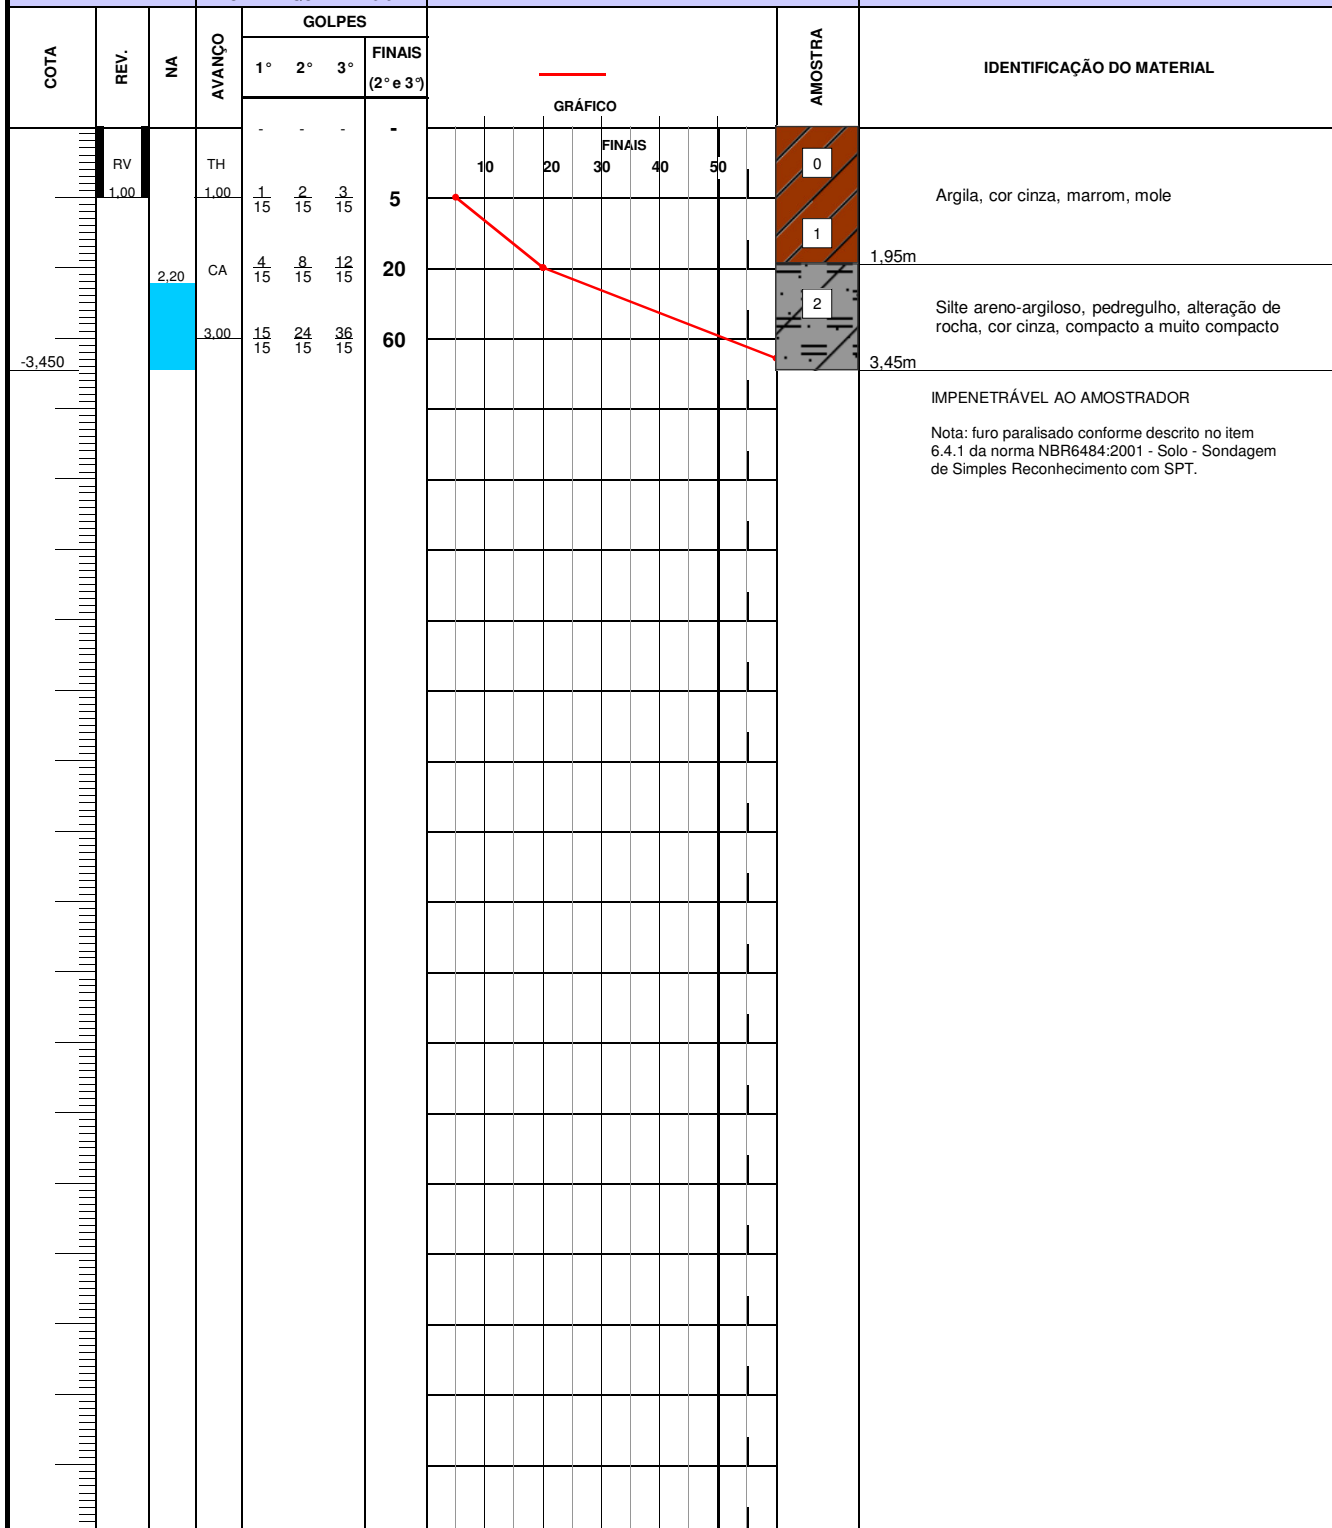 GOLPES
COTA
REV.
NA
AVANÇO
1° 2° 3°
FINAIS
(2° e 3°)
GRÁFICO
AMOSTRA
IDENTIFICAÇÃO DO MATERIAL
- - - -
FINAIS
10 20 30 40 50
RV
TH
0
1,00
1,00
1 2 3
15 15 15
5
Argila, cor cinza, marrom, mole
1
1,95m
2,20
CA
4 8 12
15 15 15
20
2
Silte areno-argiloso, pedregulho, alteração de
rocha, cor cinza, compacto a muito compacto
3,00
15 24 36
15 15 15
60
-3,450
3,45m
IMPENETRÁVEL AO AMOSTRADOR
Nota: furo paralisado conforme descrito no item
6.4.1 da norma NBR6484:2001 - Solo - Sondagem
de Simples Reconhecimento com SPT.